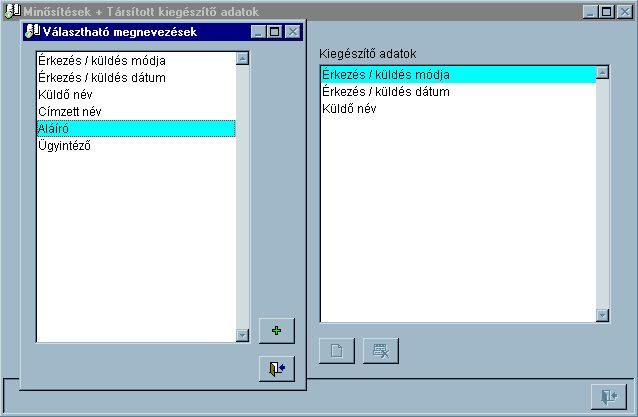 Minősítések + Társított kiegészítő adatok
Választható megnevezések
Érkezés / küldés módja
Érkezés / küldés dátum
Küldő név
Címzett név
Aláíró
Ügyintéző
Kiegészítő adatok
Érkezés / küldés módja
Érkezés / küldés dátum
Küldő név